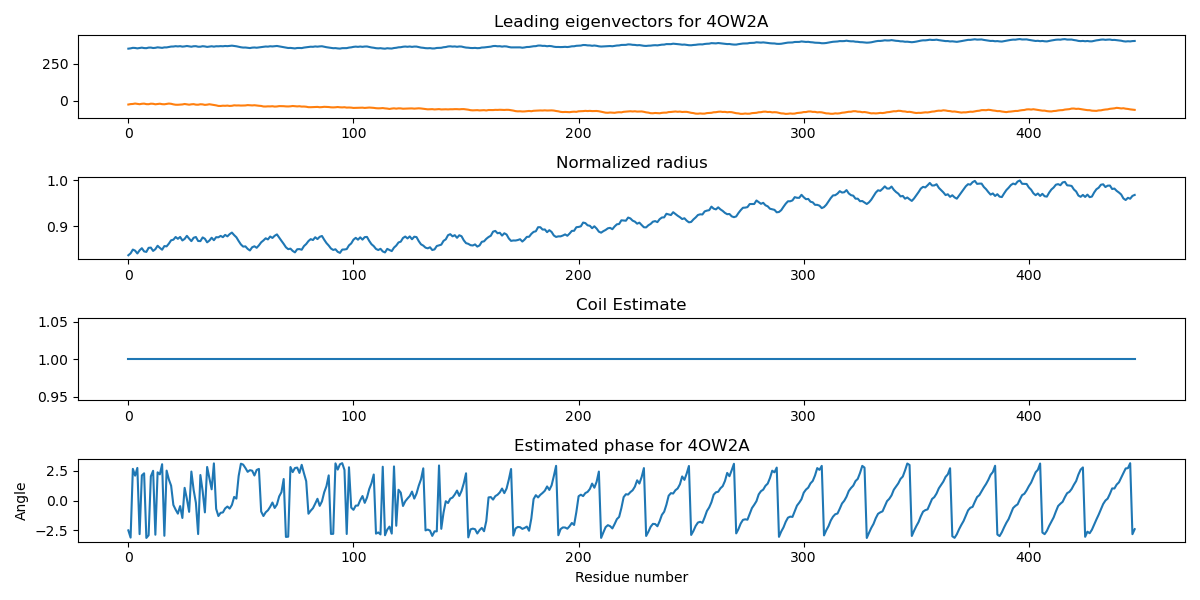 Leading eigenvectors for 4OW2A
250
0
0 100 200 300 400
Normalized radius
1.0
0.9
0 100 200 300 400
Coil Estimate
1.05
1.00
0.95
0 100 200 300 400
Estimated phase for 4OW2A
Angle
2.5
0.0
−2.5
0 100 200 300 400
Residue number